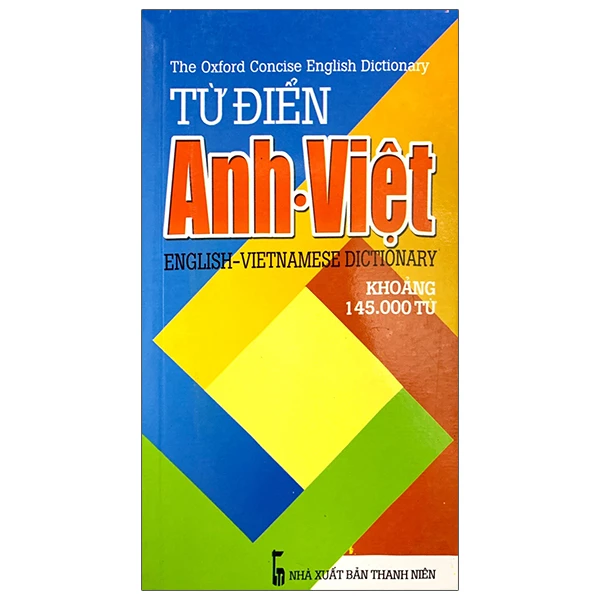 The Oxford Concise English Dictionary
TỪ ĐIỂN
Anh·Việt
ENGLISH-VIETNAMESE DICTIONARY
KHOẢNG
145.000 TỪ
NHÀ XUẤT BẢN THANH NIÊN